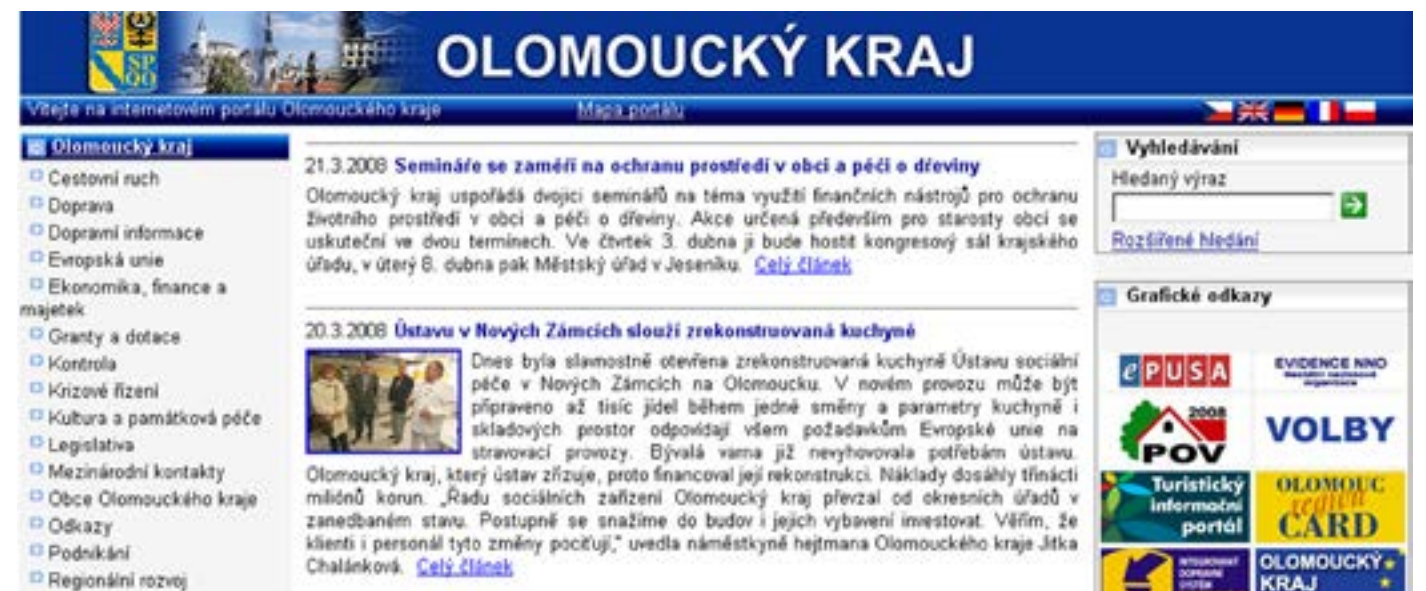 SP
OO
OLOMOUCKÝ KRAJ
Vítejte na internetovém portálu Olomouckého kraje
Mapa portálu
Olomoucký kraj
Cestovní ruch
Doprava
Dopravní informace
Evropská unie
Ekonomika, finance a
majetek
Granty a dotace
Kontrola
Krizové řízení
Kultura a památková péče
Legislativa
Mezinárodní kontakty
Obce Olomouckého kraje
Odkazy
Podnikání
Regionální rozvoj
21.3.2008 Semináře se zaměří na ochranu prostředí v obci a péči o dřeviny
Olomoucký kraj uspořádá dvojici seminářů na téma využití finančních nástrojů pro ochranu
životního prostředí v obci a péči o dřeviny. Akce určená především pro starosty obcí se
uskuteční ve dvou termínech. Ve čtvrtek 3. dubna ji bude hostit kongresový sál krajského
úřadu, v úterý 8. dubna pak Městský úřad v Jeseníku. Celý článek
20.3.2008 Ústavu v Nových Zámcích slouží zrekonstruovaná kuchyně
Dnes byla slavnostně otevřena zrekonstruovaná kuchyně Ústavu sociální
péče v Nových Zámcích na Olomoucku. V novém provozu může být
připraveno až tisíc jídel během jedné směny a parametry kuchyně i
skladových prostor odpovídají všem požadavkům Evropské unie na
stravovací provozy. Bývalá varna již nevyhovovala potřebám ústavu.
Olomoucký kraj, který ústav zřizuje, proto financoval její rekonstrukci. Náklady dosáhly třinácti
miliónů korun. „Řadu sociálních zařízení Olomoucký kraj převzal od okresních úřadů v
zanedbaném stavu. Postupně se snažíme do budov i jejich vybavení investovat. Věřím, že
klienti i personál tyto změny pociťují,“ uvedla náměstkyně hejtmana Olomouckého kraje Jitka
Chalánková. Celý článek
Vyhledávání
Hledaný výraz
Rozšířené hledání
Grafické odkazy
ePUSA
EVIDENCE NNO
2008
POV
VOLBY
Turistický
informační
portál
OLOMOUC
region
CARD
INTEGROVANÝ
DOPRAVNÍ
SYSTÉM
OLOMOUCKÝ
KRAJ